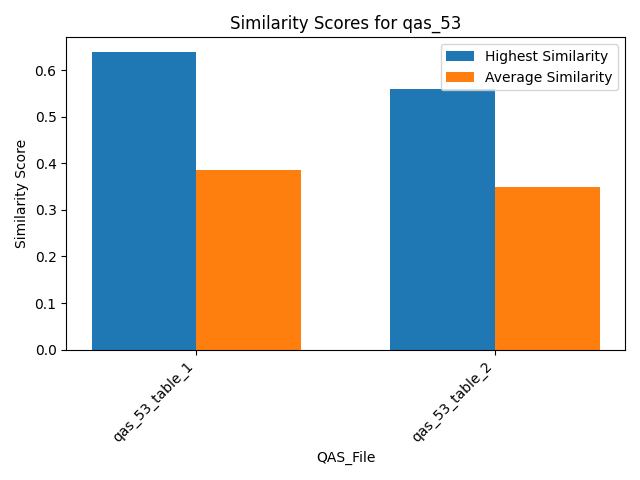 Similarity Scores for qas_53
Highest Similarity
Average Similarity
Similarity Score
0.6
0.5
0.4
0.3
0.2
0.1
0.0
qas_53_table_1
qas_53_table_2
QAS_File